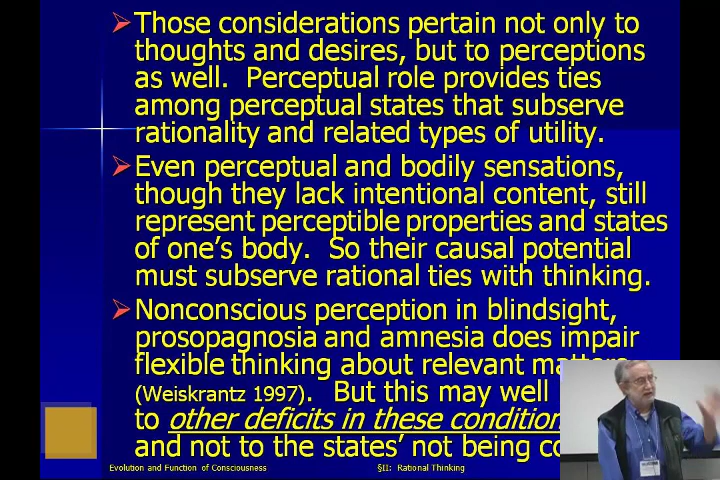 Those considerations pertain not only to
thoughts and desires, but to perceptions
as well. Perceptual role provides ties
among perceptual states that subserve
rationality and related types of utility.
Even perceptual and bodily sensations,
though they lack intentional content, still
represent perceptible properties and states
of one's body. So their causal potential
must subserve rational ties with thinking.
Nonconscious perception in blindsight,
prosopagnosia and amnesia does impair
flexible thinking about relevant matters
(Weiskrantz 1997). But this may well
to other deficits in these condition
and not to the states' not being
Evolution and Function of Consciousness
§II: Rational Thinking